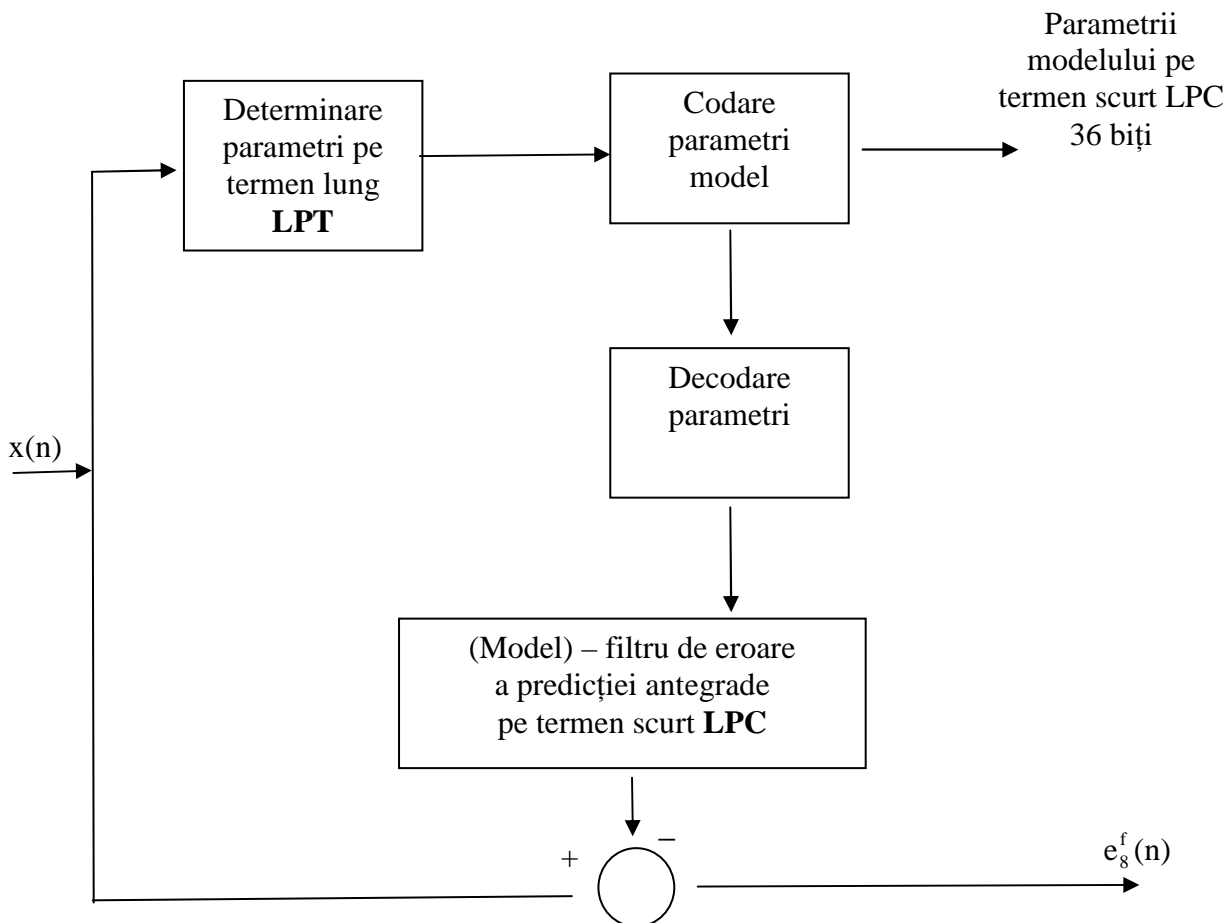 Parametrii
modelului pe
termen scurt LPC
36 biți
Determinare
parametri pe
termen lung
LPT
Codare
parametri
model
Decodare
parametri
x(n)
(Model) – filtru de eroare
a predicției antegrade
pe termen scurt LPC
+
−
e₈ᶠ(n)